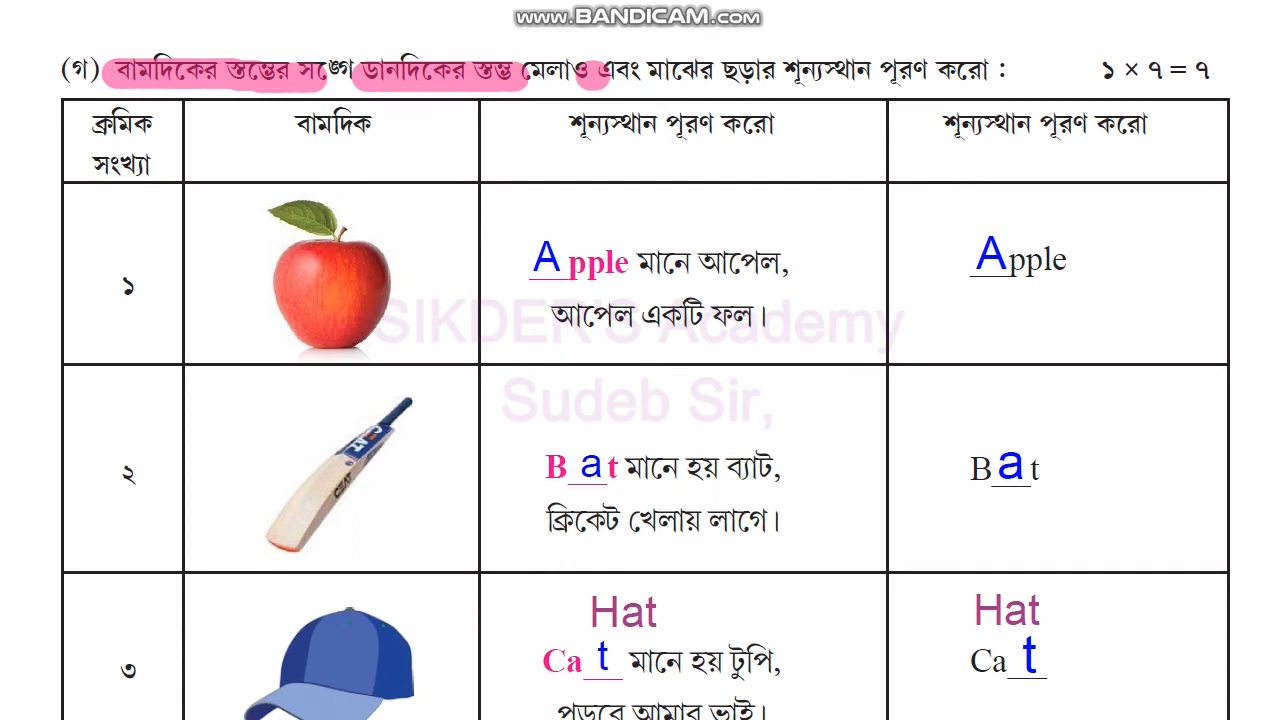 www.BANDICAM.com
(গ) বামদিকের স্তম্ভের সঙ্গে ডানদিকের স্তম্ভ মেলাও এবং মাঝের ছড়ার শূন্যস্থান পূরণ করো : ১ × ৭ = ৭
ক্রমিক সংখ্যা
বামদিক
শূন্যস্থান পূরণ করো
শূন্যস্থান পূরণ করো
১
Apple মানে আপেল,
আপেল একটি ফল।
Apple
SIKDER'S Academy
Sudeb Sir,
২
CEAT
Bat মানে হয় ব্যাট,
ক্রিকেট খেলায় লাগে।
Bat
৩
Hat
Cat মানে হয় টুপি,
পড়বে আমার ভাই।
Hat
Cat